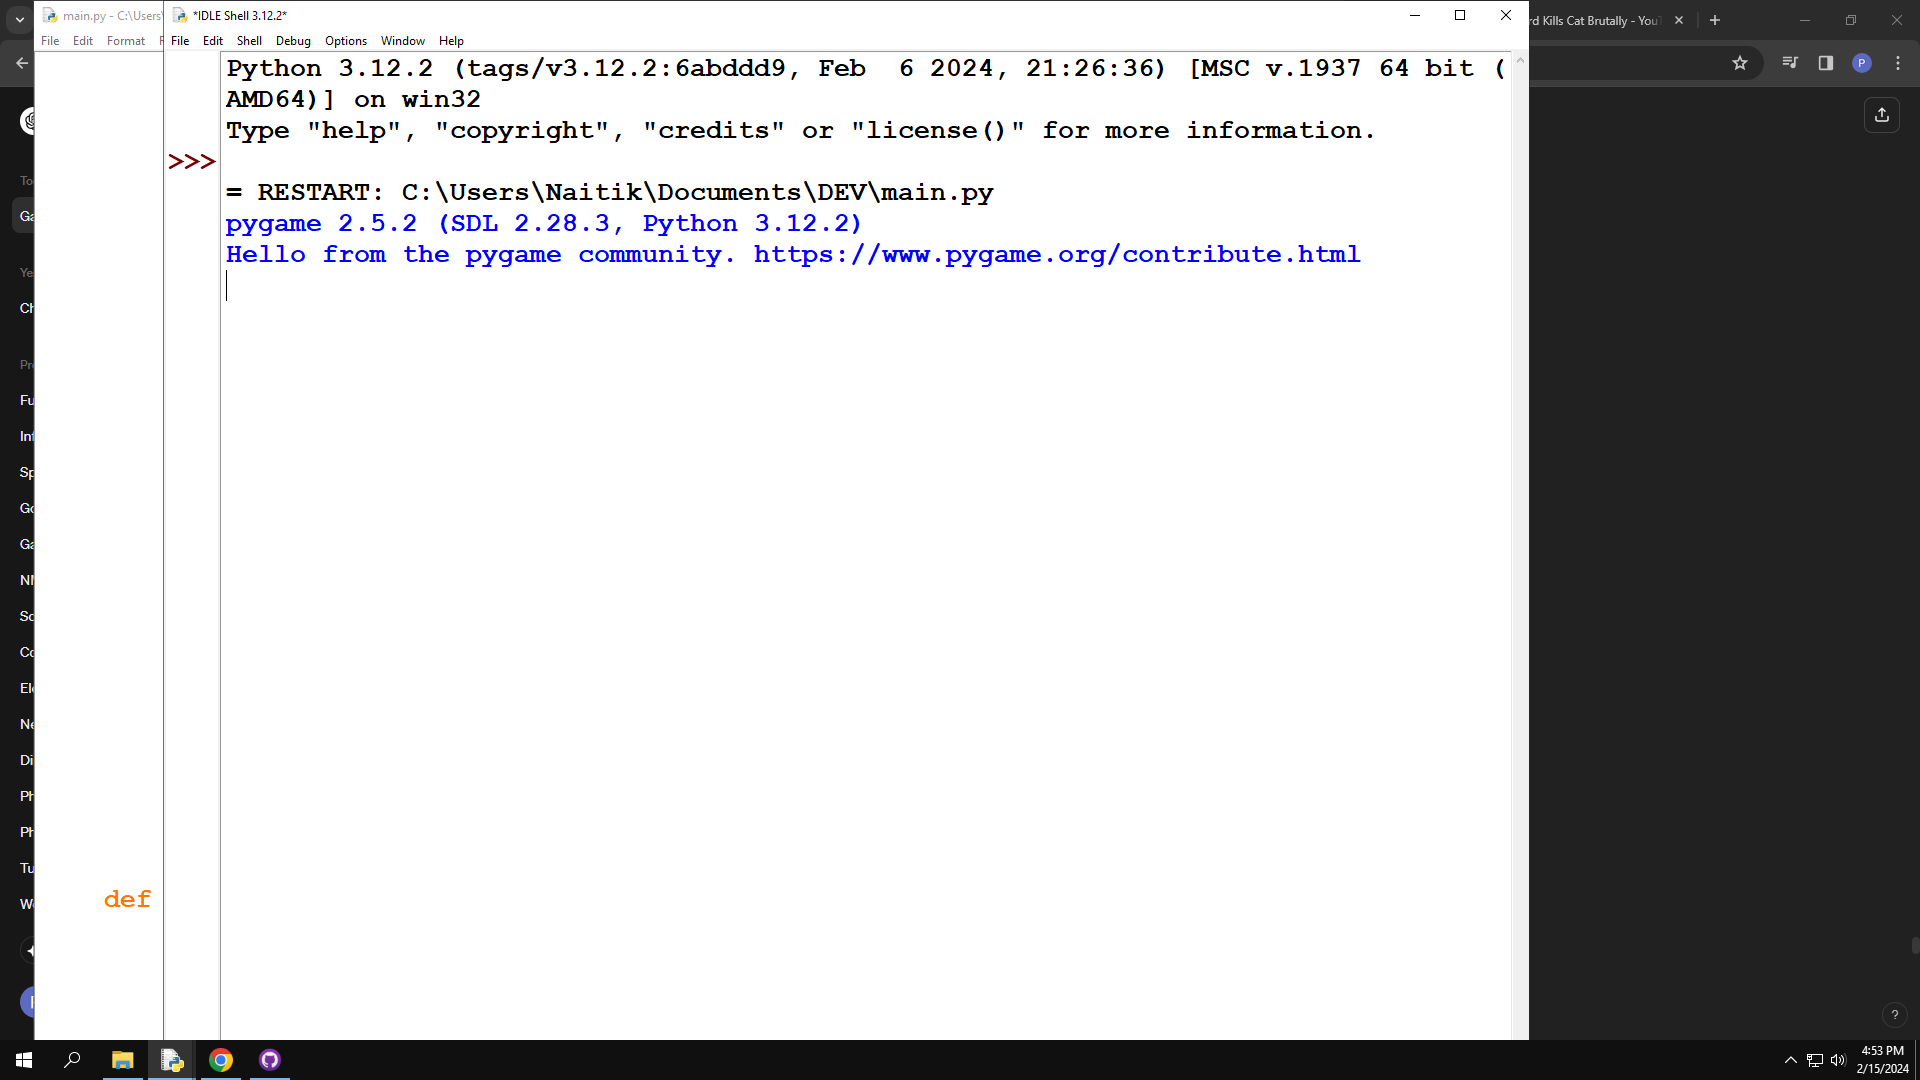 main.py - C:\Users\
*IDLE Shell 3.12.2*
rd Kills Cat Brutally - You
File Edit Format
File Edit Shell Debug Options Window Help
Python 3.12.2 (tags/v3.12.2:6abddd9, Feb  6 2024, 21:26:36) [MSC v.1937 64 bit (
AMD64)] on win32
Type "help", "copyright", "credits" or "license()" for more information.
>>>
= RESTART: C:\Users\Naitik\Documents\DEV\main.py
pygame 2.5.2 (SDL 2.28.3, Python 3.12.2)
Hello from the pygame community. https://www.pygame.org/contribute.html
P
To
Ga
Ye
Ch
Pr
Fu
Inf
Sp
Go
Ga
Sc
Co
Ele
Ne
Di
Ph
Ph
Tu
We
def
?
4:53 PM
2/15/2024